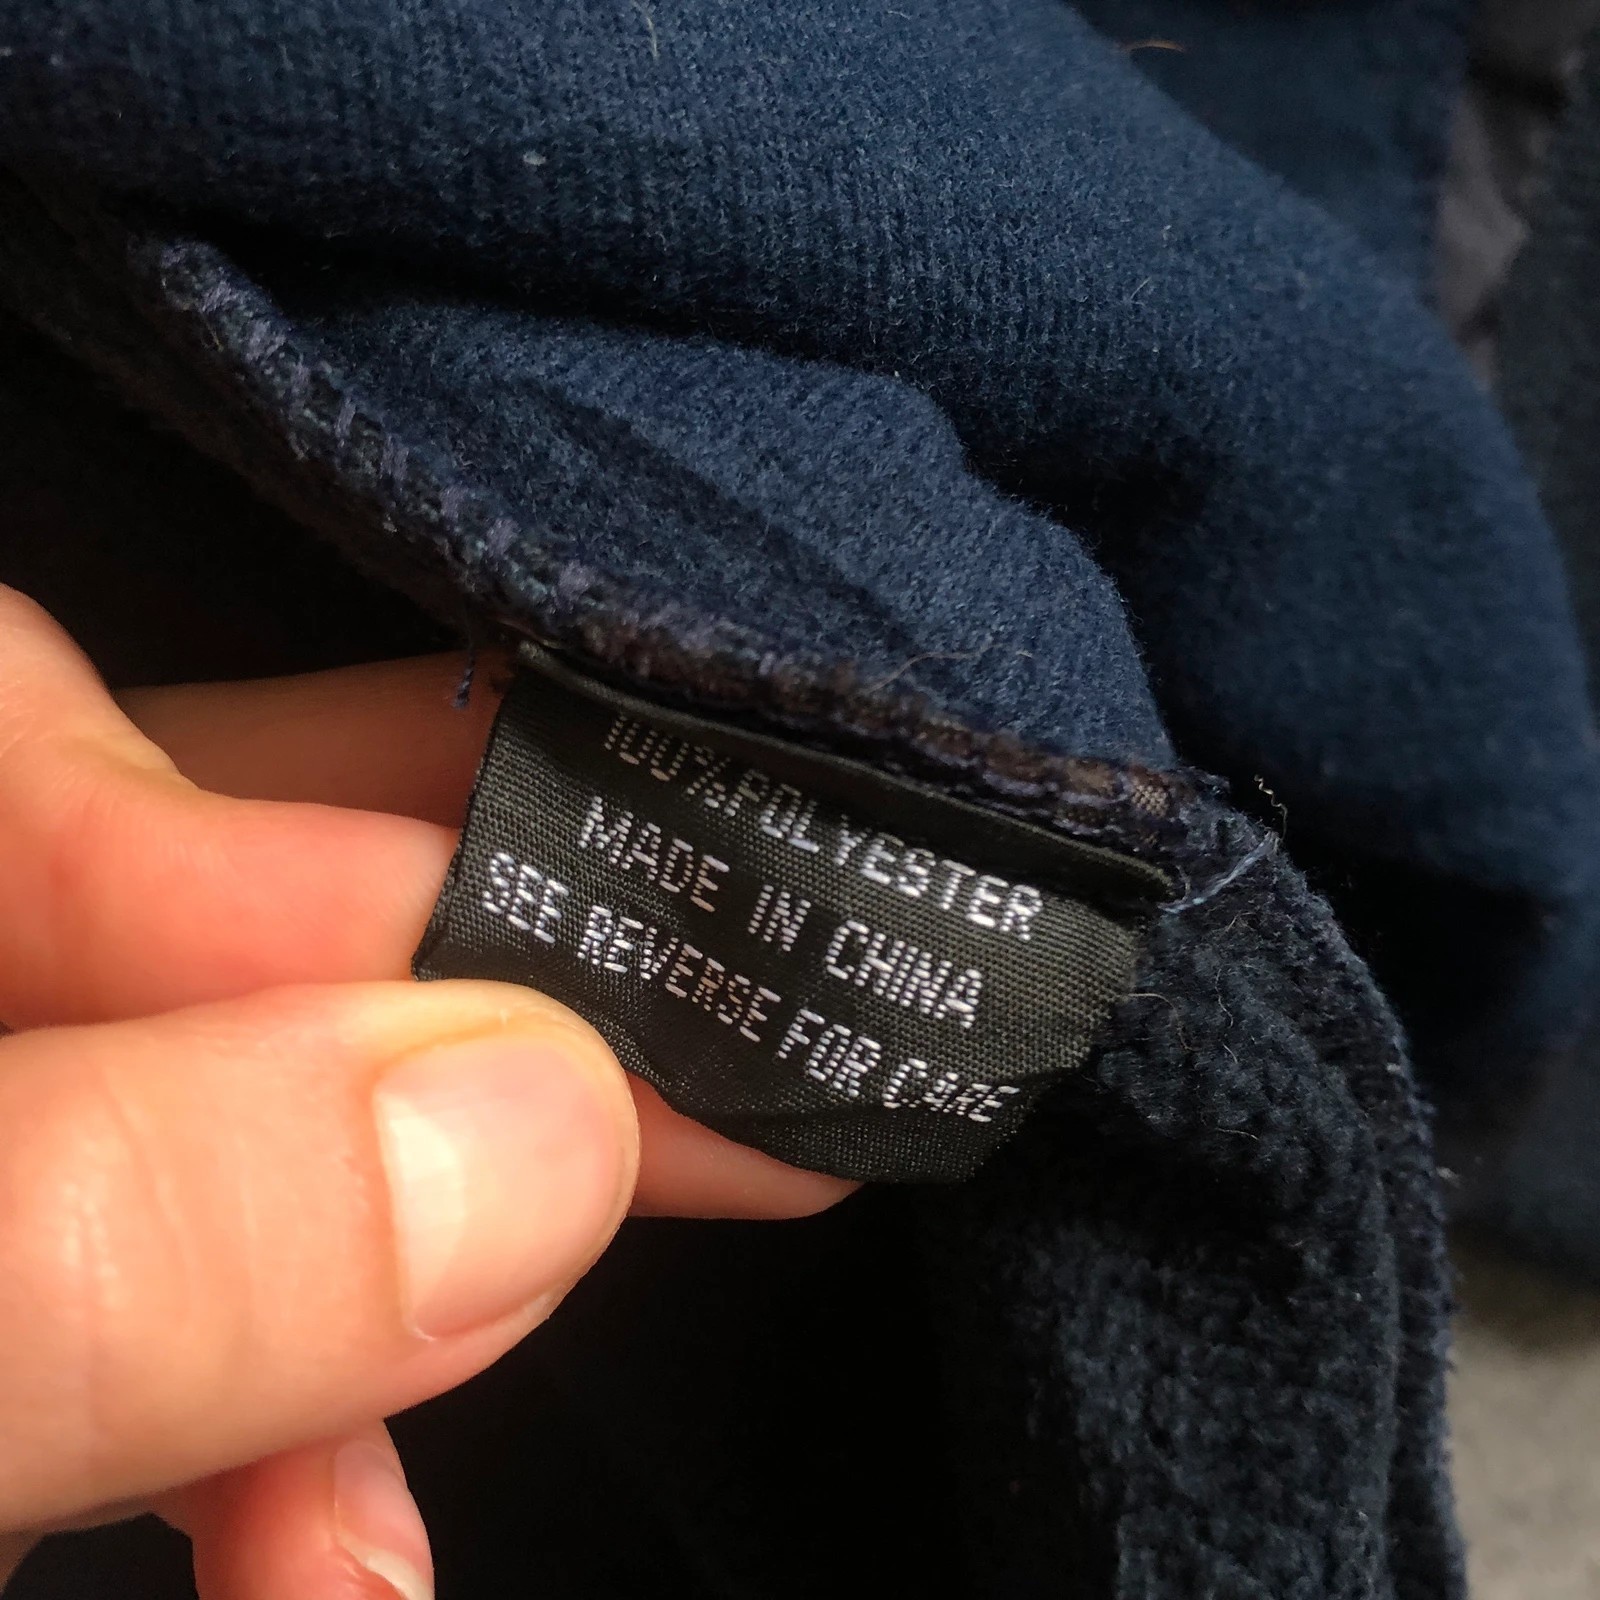 100%POLYESTER
MADE IN CHINA
SEE REVERSE FOR CARE